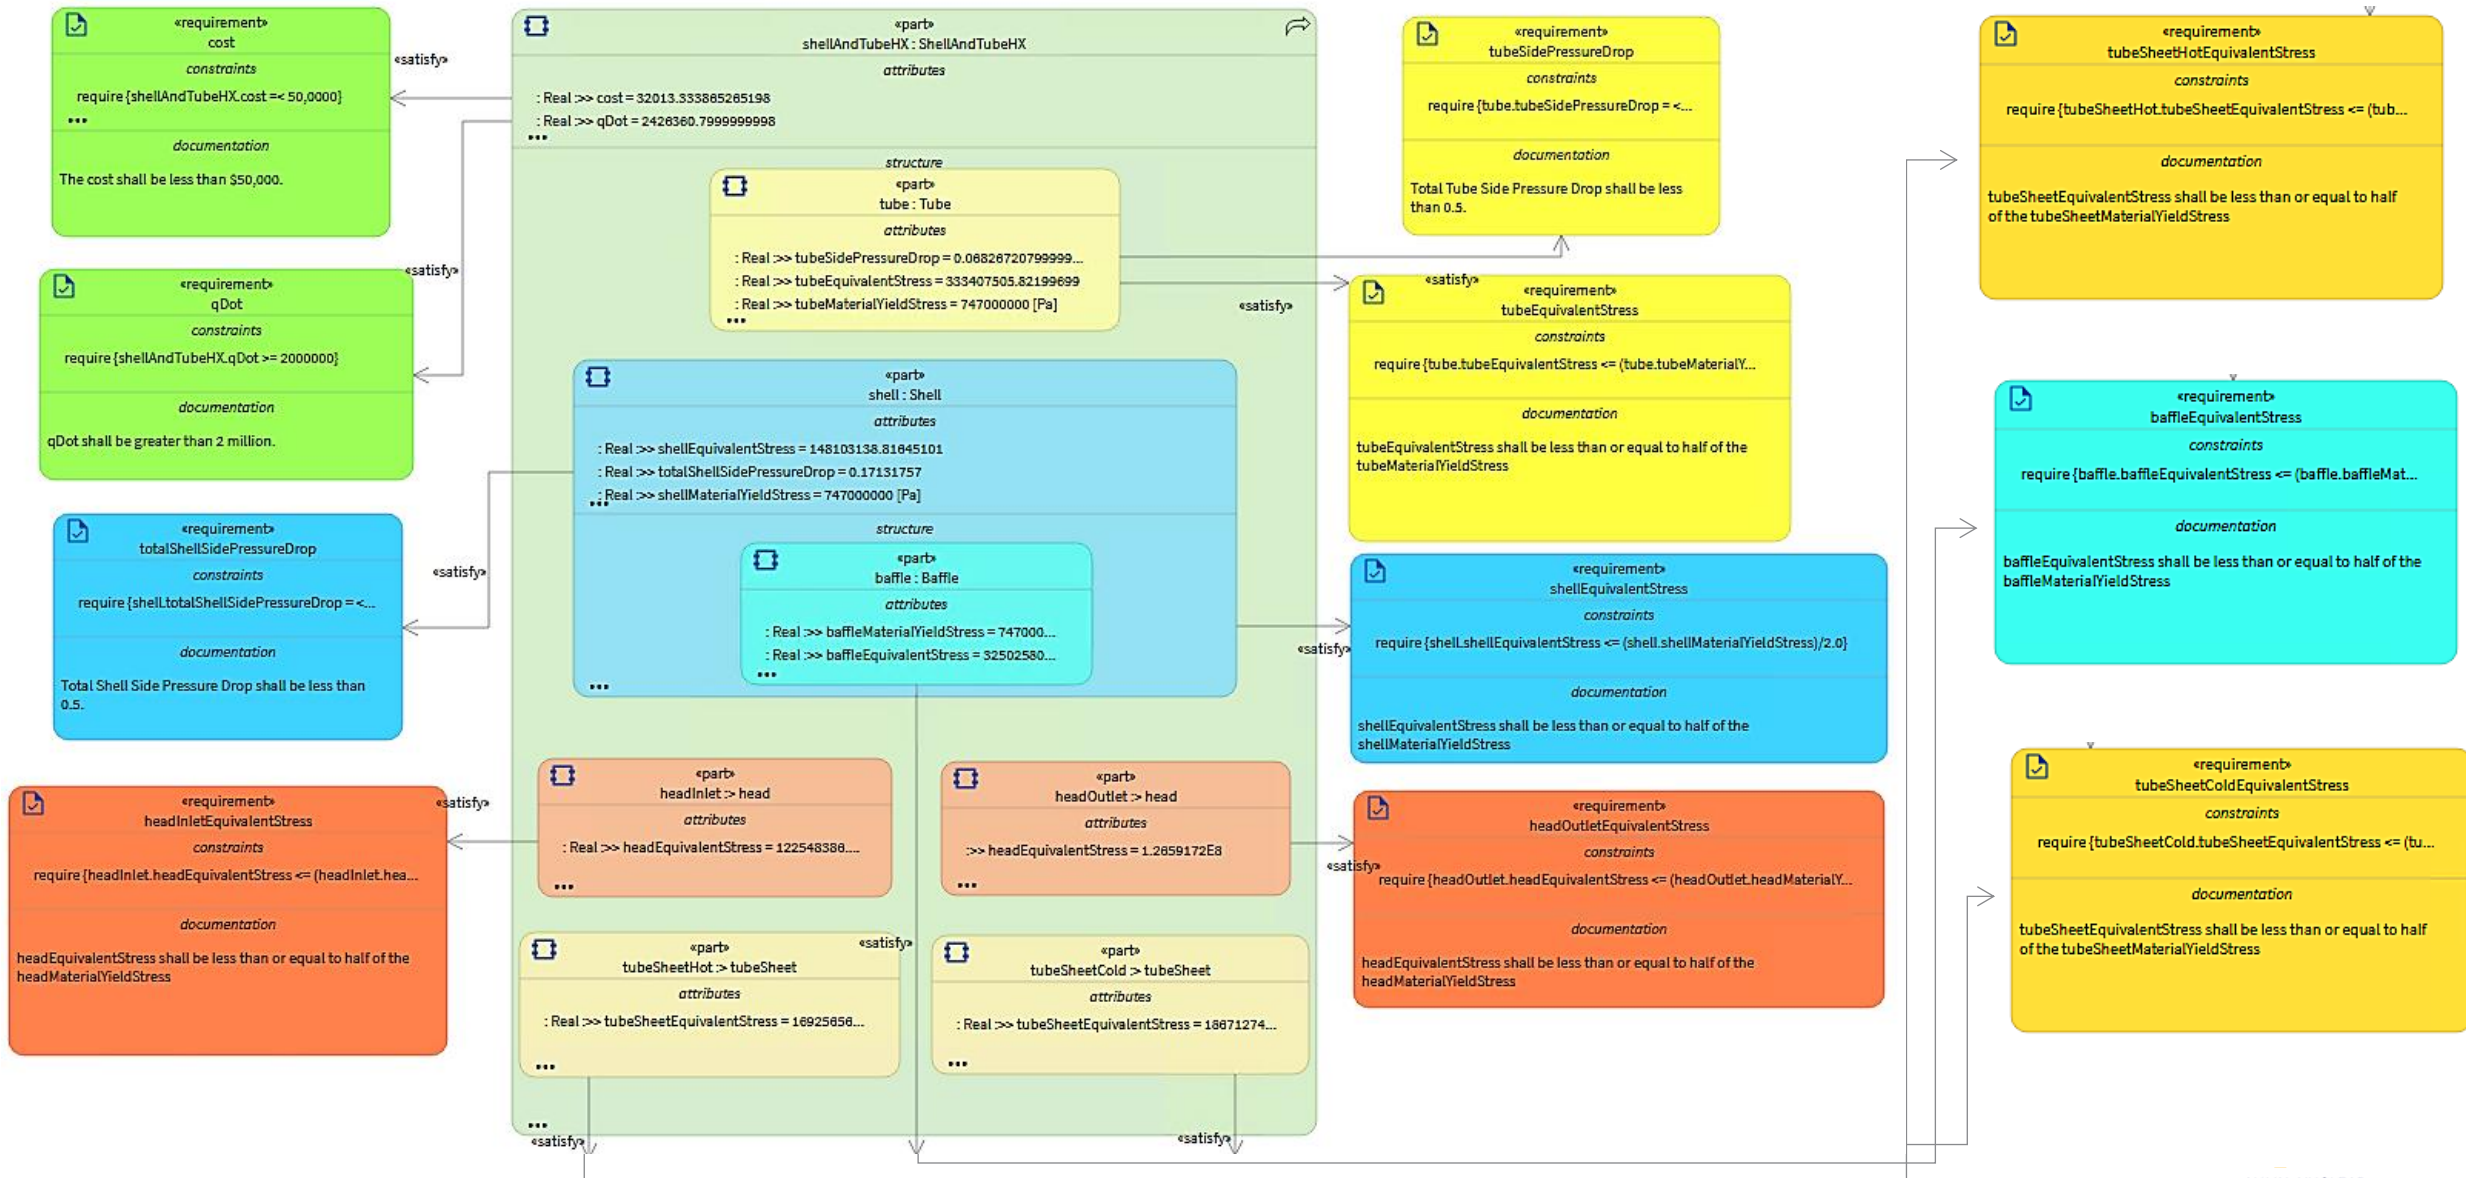 «requirement»
cost
constraints
require {shellAndTubeHX.cost =< 50,0000}
•••
documentation
The cost shall be less than $50,000.
«satisfy»
«requirement»
qDot
constraints
require {shellAndTubeHX.qDot >= 2000000}
documentation
qDot shall be greater than 2 million.
«satisfy»
«requirement»
totalShellSidePressureDrop
constraints
require {shell.totalShellSidePressureDrop =<...
documentation
Total Shell Side Pressure Drop shall be less than
0.5.
«satisfy»
«requirement»
headInletEquivalentStress
constraints
require {headInlet.headEquivalentStress <= (headInlet.hea...
documentation
headEquivalentStress shall be less than or equal to half of the
headMaterialYieldStress
«satisfy»
«part»
shellAndTubeHX : ShellAndTubeHX
attributes
: Real :>> cost = 32013.333865265198
: Real :>> qDot = 2426360.7999999998
•••
structure
«part»
tube : Tube
attributes
: Real :>> tubeSidePressureDrop = 0.06826720799999...
: Real :>> tubeEquivalentStress = 333407505.82199699
: Real :>> tubeMaterialYieldStress = 747000000 [Pa]
•••
«part»
shell : Shell
attributes
: Real :>> shellEquivalentStress = 148103138.81645101
: Real :>> totalShellSidePressureDrop = 0.17131757
: Real :>> shellMaterialYieldStress = 747000000 [Pa]
•••
structure
«part»
baffle : Baffle
attributes
: Real :>> baffleMaterialYieldStress = 747000...
: Real :>> baffleEquivalentStress = 32502580...
•••
•••
«part»
headInlet :> head
attributes
: Real :>> headEquivalentStress = 122548386....
•••
«part»
headOutlet :> head
attributes
:>> headEquivalentStress = 1.2659172E8
•••
«part»
tubeSheetHot :> tubeSheet
attributes
: Real :>> tubeSheetEquivalentStress = 16925656...
•••
«satisfy»
«part»
tubeSheetCold :> tubeSheet
attributes
: Real :>> tubeSheetEquivalentStress = 18671274...
•••
•••
«satisfy»
«satisfy»
«requirement»
tubeSidePressureDrop
constraints
require {tube.tubeSidePressureDrop = <...
documentation
Total Tube Side Pressure Drop shall be less
than 0.5.
«satisfy»
«satisfy»
«requirement»
tubeEquivalentStress
constraints
require {tube.tubeEquivalentStress <= (tube.tubeMaterialY...
documentation
tubeEquivalentStress shall be less than or equal to half of the
tubeMaterialYieldStress
«requirement»
shellEquivalentStress
constraints
require {shell.shellEquivalentStress <= (shell.shellMaterialYieldStress)/2.0}
documentation
shellEquivalentStress shall be less than or equal to half of the
shellMaterialYieldStress
«satisfy»
«requirement»
headOutletEquivalentStress
constraints
require {headOutlet.headEquivalentStress <= (headOutlet.headMaterialY...
documentation
headEquivalentStress shall be less than or equal to half of the
headMaterialYieldStress
«satisfy»
«requirement»
tubeSheetHotEquivalentStress
constraints
require {tubeSheetHot.tubeSheetEquivalentStress <= (tub...
documentation
tubeSheetEquivalentStress shall be less than or equal to half
of the tubeSheetMaterialYieldStress
«requirement»
baffleEquivalentStress
constraints
require {baffle.baffleEquivalentStress <= (baffle.baffleMat...
documentation
baffleEquivalentStress shall be less than or equal to half of the
baffleMaterialYieldStress
«requirement»
tubeSheetColdEquivalentStress
constraints
require {tubeSheetCold.tubeSheetEquivalentStress <= (tu...
documentation
tubeSheetEquivalentStress shall be less than or equal to half
of the tubeSheetMaterialYieldStress